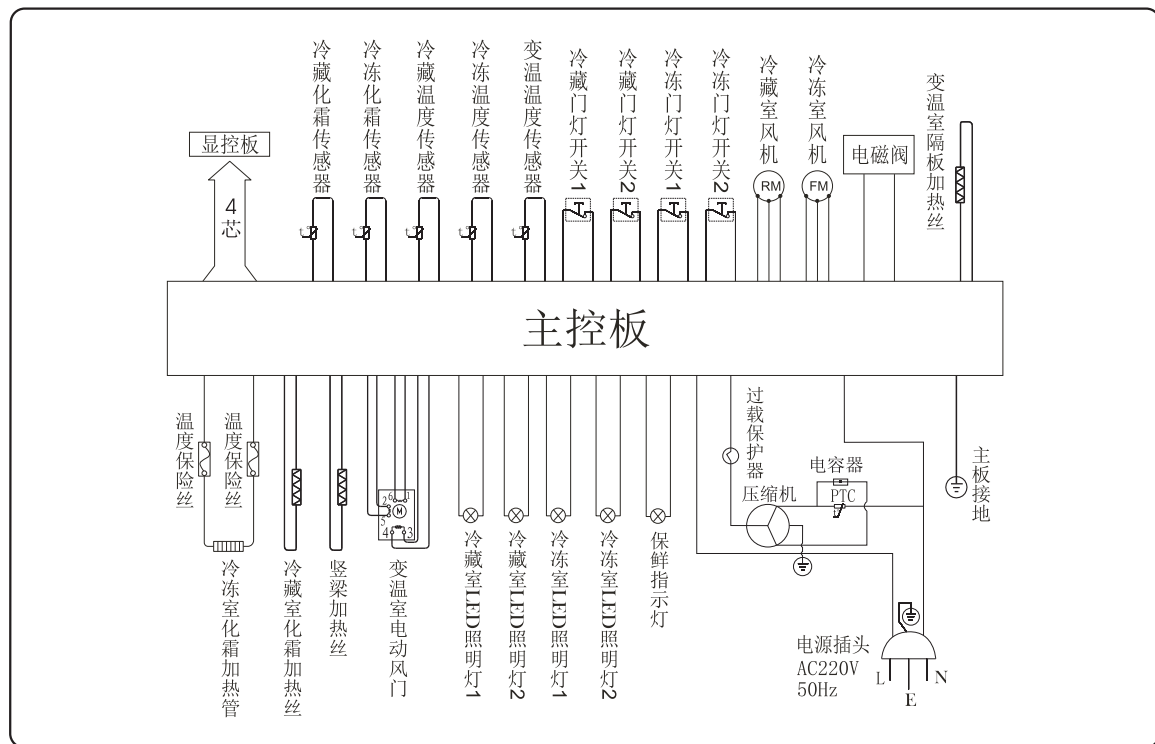 冷藏化霜传感器
冷冻化霜传感器
冷藏温度传感器
冷冻温度传感器
变温温度传感器
冷藏门灯开关1
冷藏门灯开关2
冷冻门灯开关1
冷冻门灯开关2
冷藏室风机
冷冻室风机
变温室隔板加热丝
显控板
4芯
RM
FM
电磁阀
主控板
温度保险丝
温度保险丝
冷冻室化霜加热管
冷藏室化霜加热丝
竖梁加热丝
6 1
2
5
M
4 3
变温室电动风门
冷藏室LED照明灯1
冷藏室LED照明灯2
冷冻室LED照明灯1
冷冻室LED照明灯2
保鲜指示灯
过载保护器
压缩机
电容器
PTC
主板接地
电源插头
AC220V
50Hz
L
E
N